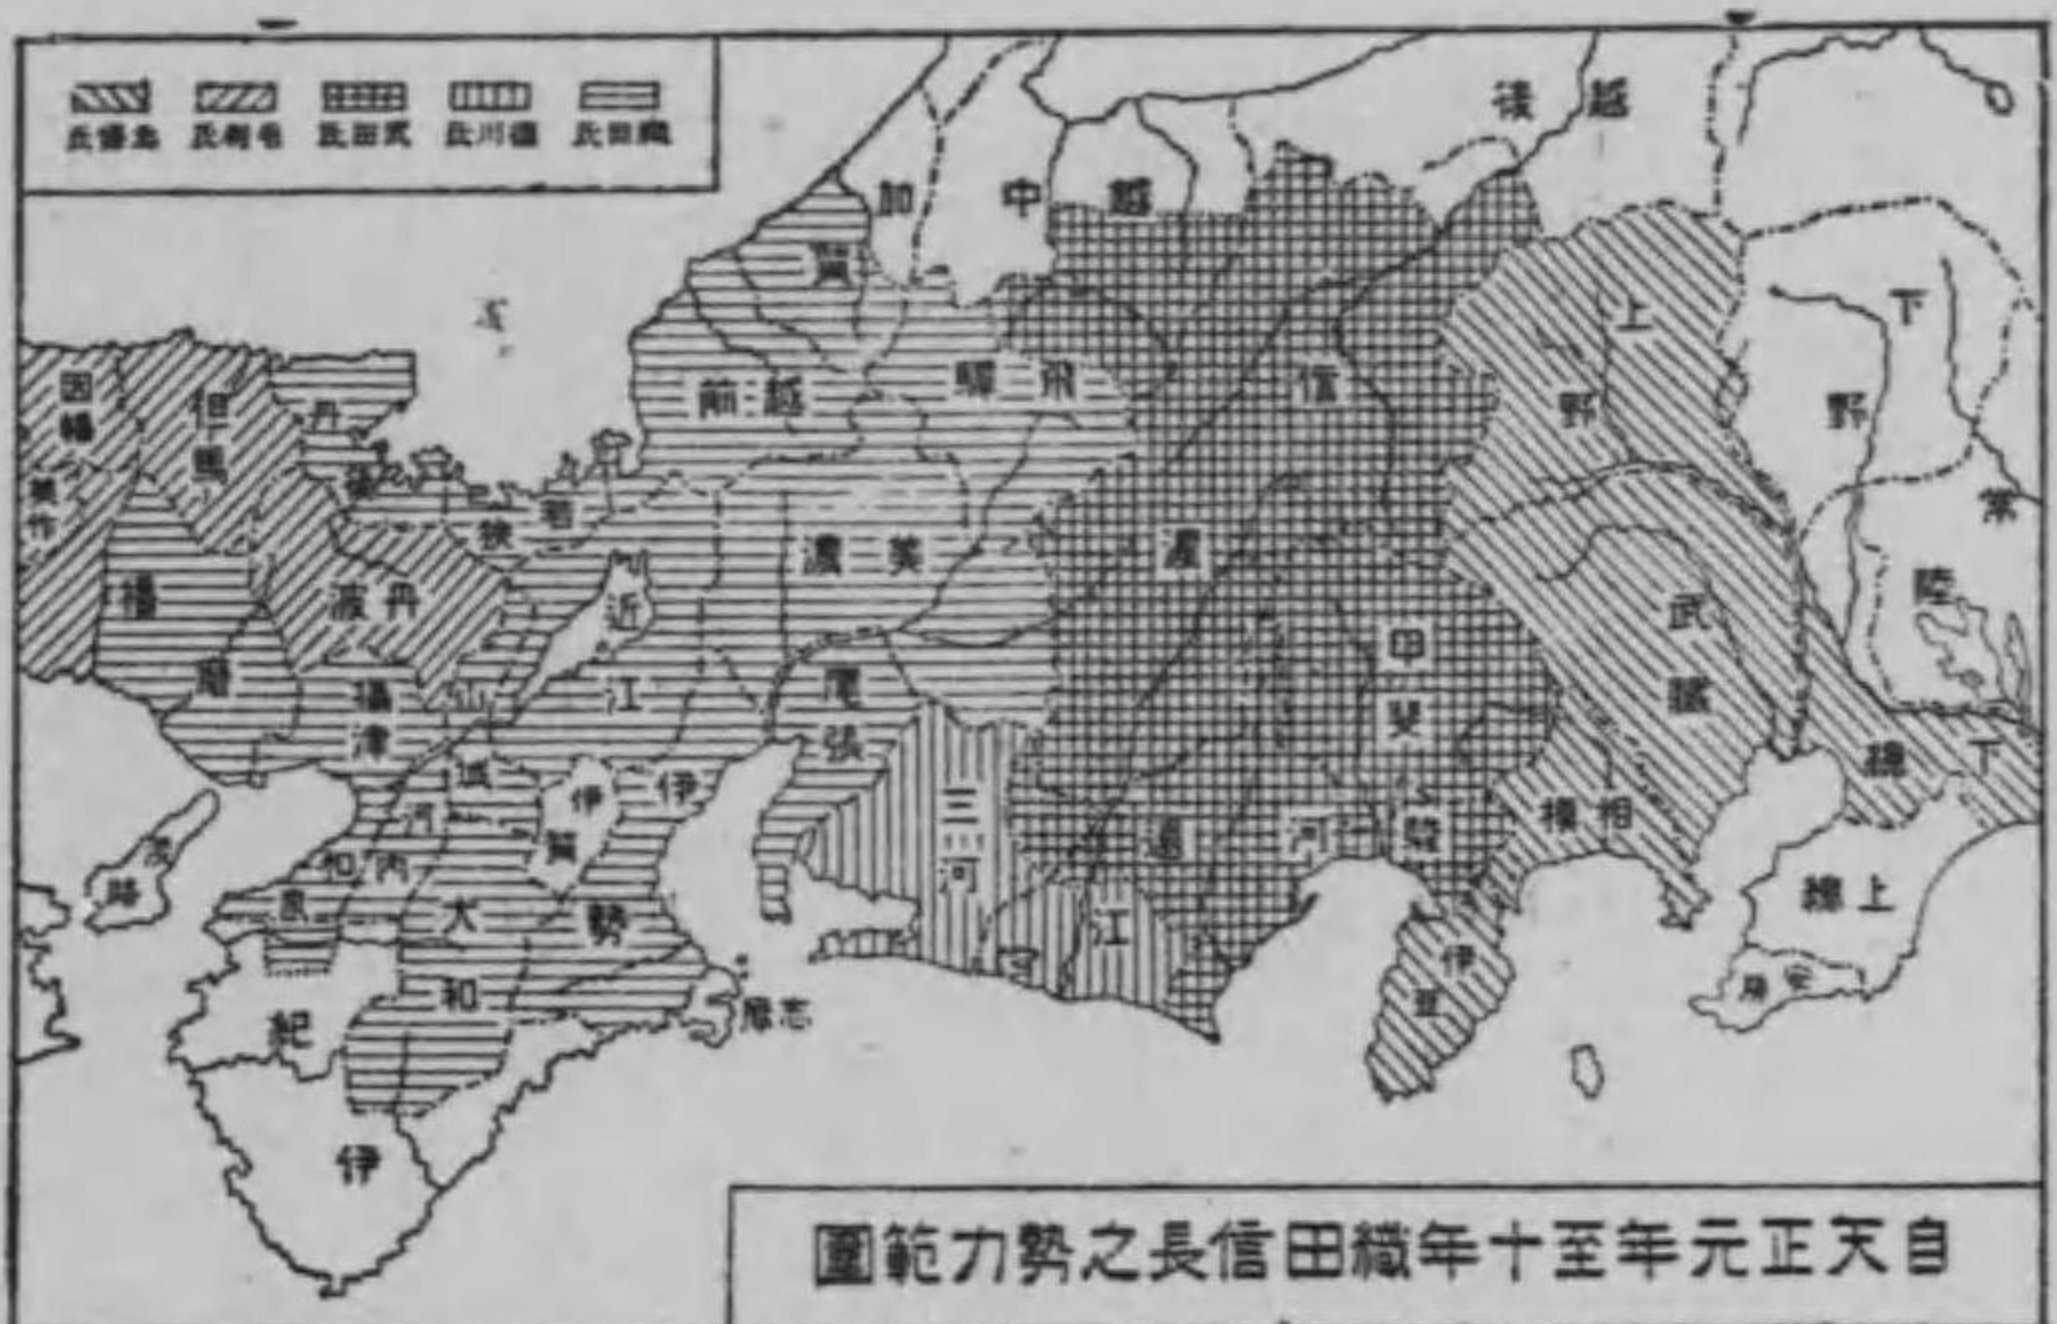 織田氏
德川氏
武田氏
毛利氏
北條氏
越後
越中
加賀
下野
上野
常陸
信濃
飛驒
越前
美濃
若狹
丹後
但馬
因幡
美作
丹波
播磨
近江
武藏
甲斐
相模
下總
上總
安房
伊豆
駿河
遠江
三河
尾張
山城
攝津
河內
和泉
伊賀
伊勢
大和
志摩
淡路
紀伊
自天正元年至十年織田信長之勢力範圍